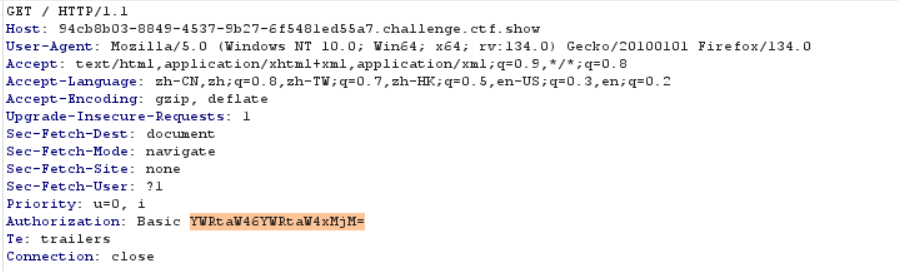 GET / HTTP/1.1
Host: 94cb8b03-8849-4537-9b27-6f5481ed55a7.challenge.ctf.show
User-Agent: Mozilla/5.0 (Windows NT 10.0; Win64; x64; rv:134.0) Gecko/20100101 Firefox/134.0
Accept: text/html,application/xhtml+xml,application/xml;q=0.9,*/*;q=0.8
Accept-Language: zh-CN,zh;q=0.8,zh-TW;q=0.7,zh-HK;q=0.5,en-US;q=0.3,en;q=0.2
Accept-Encoding: gzip, deflate
Upgrade-Insecure-Requests: 1
Sec-Fetch-Dest: document
Sec-Fetch-Mode: navigate
Sec-Fetch-Site: none
Sec-Fetch-User: ?1
Priority: u=0, i
Authorization: Basic YWRtaW46YWRtaW4xMjM=
Te: trailers
Connection: close